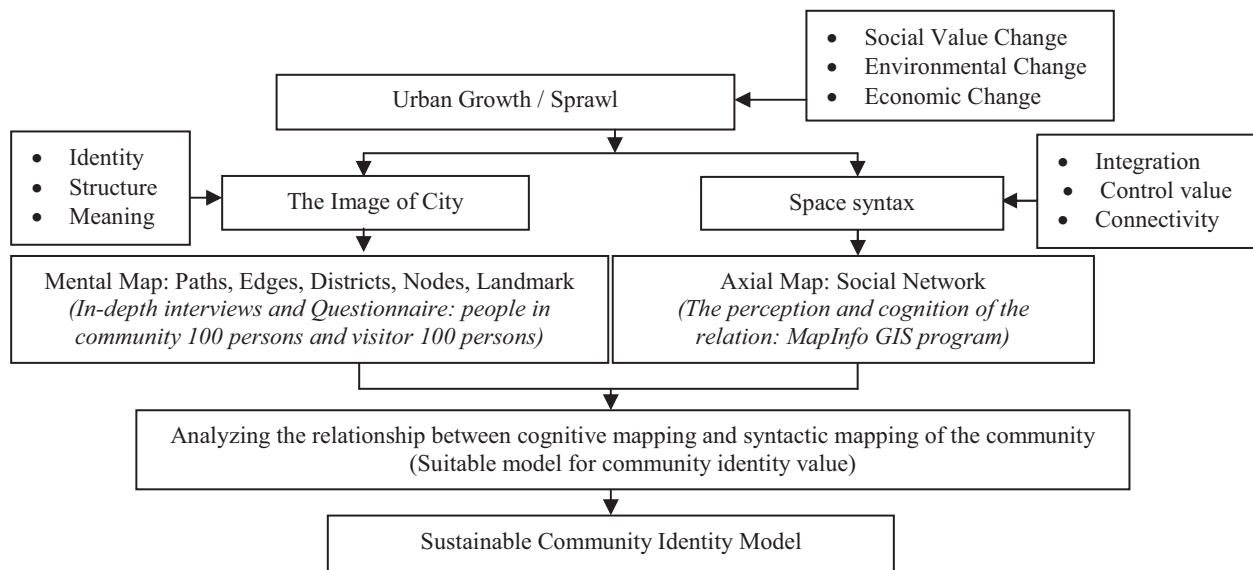 • Social Value Change
• Environmental Change
• Economic Change
Urban Growth / Sprawl
• Identity
• Structure
• Meaning
The Image of City
Space syntax
• Integration
• Control value
• Connectivity
Mental Map: Paths, Edges, Districts, Nodes, Landmark
(In-depth interviews and Questionnaire: people in
community 100 persons and visitor 100 persons)
Axial Map: Social Network
(The perception and cognition of the
relation: MapInfo GIS program)
Analyzing the relationship between cognitive mapping and syntactic mapping of the community
(Suitable model for community identity value)
Sustainable Community Identity Model